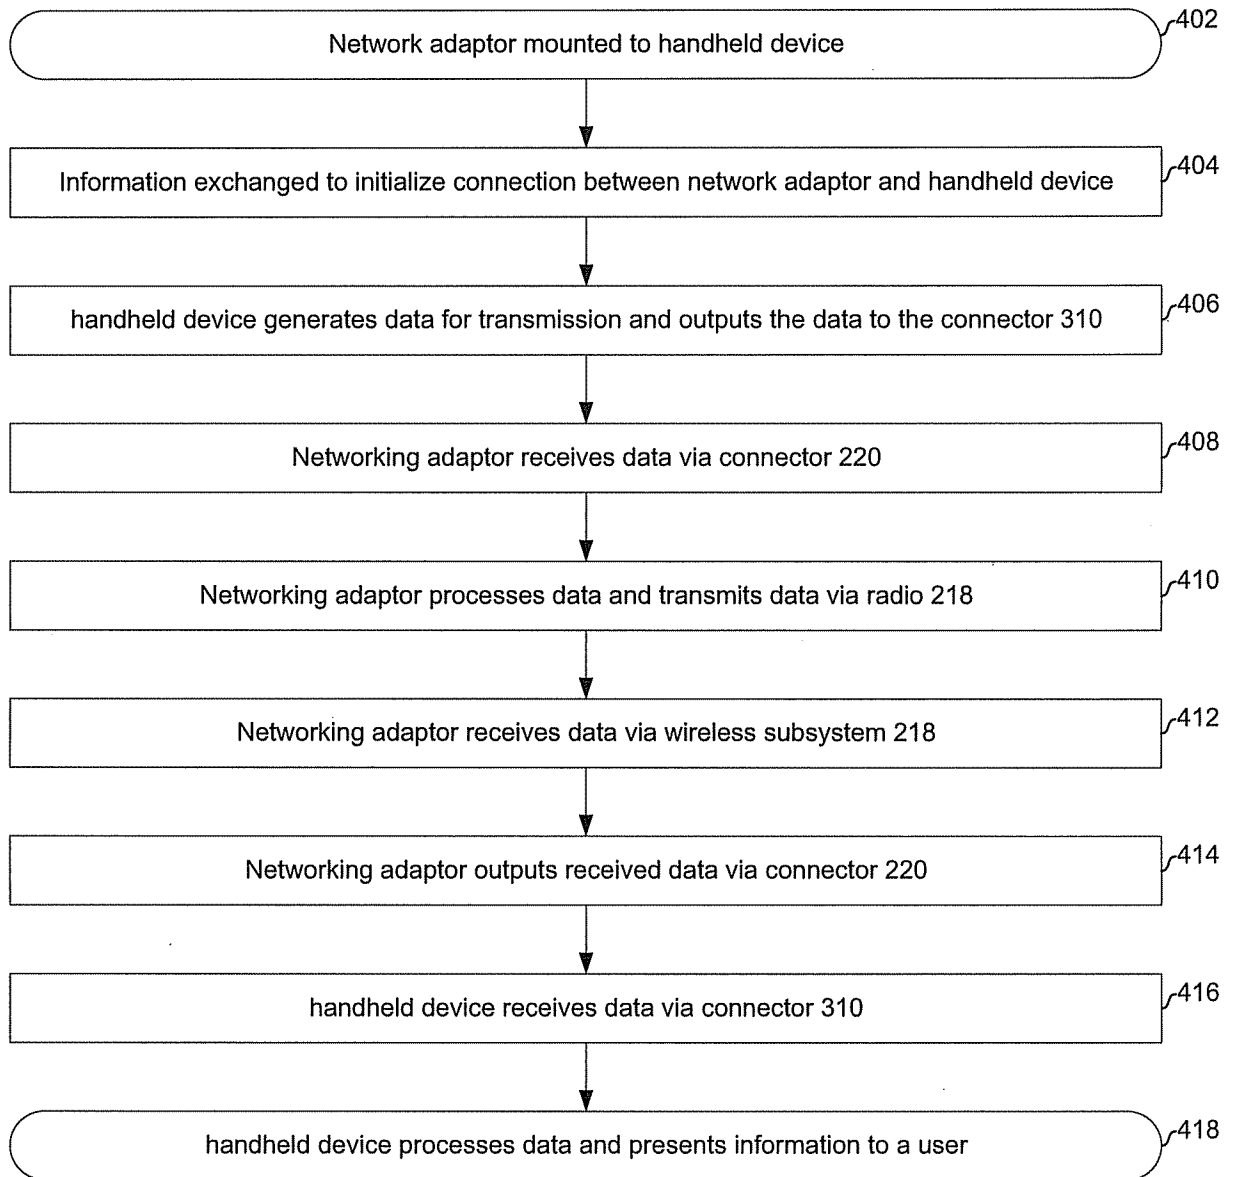 Network adaptor mounted to handheld device
402
Information exchanged to initialize connection between network adaptor and handheld device
404
handheld device generates data for transmission and outputs the data to the connector 310
406
Networking adaptor receives data via connector 220
408
Networking adaptor processes data and transmits data via radio 218
410
Networking adaptor receives data via wireless subsystem 218
412
Networking adaptor outputs received data via connector 220
414
handheld device receives data via connector 310
416
handheld device processes data and presents information to a user
418